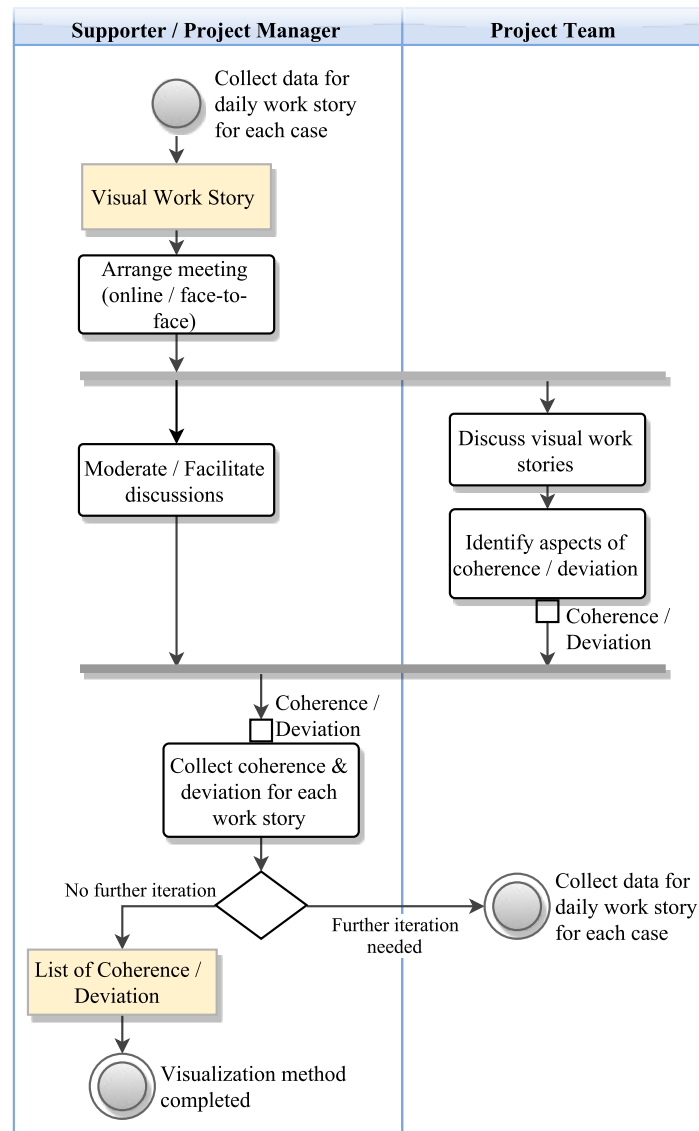 Supporter / Project Manager
Project Team
Collect data for
daily work story
for each case
Visual Work Story
Arrange meeting
(online / face-to-
face)
Moderate / Facilitate
discussions
Discuss visual work
stories
Identify aspects of
coherence / deviation
Coherence /
Deviation
Coherence /
Deviation
Collect coherence &
deviation for each
work story
No further iteration
Further iteration
needed
Collect data for
daily work story
for each case
List of Coherence /
Deviation
Visualization method
completed